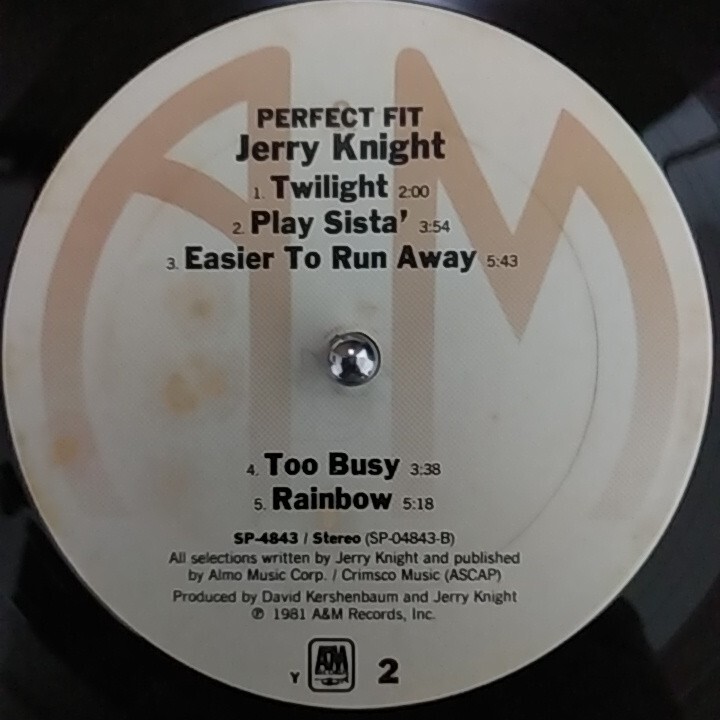 PERFECT FIT
Jerry Knight
1. Twilight 2:00
2. Play Sista' 3:54
3. Easier To Run Away 5:43
4. Too Busy 3:38
5. Rainbow 5:18
SP-4843 / Stereo (SP-04843-B)
All selections written by Jerry Knight and published
by Almo Music Corp. / Crimsco Music (ASCAP)
Produced by David Kershenbaum and Jerry Knight
℗ 1981 A&M Records, Inc.
Y A&M 2